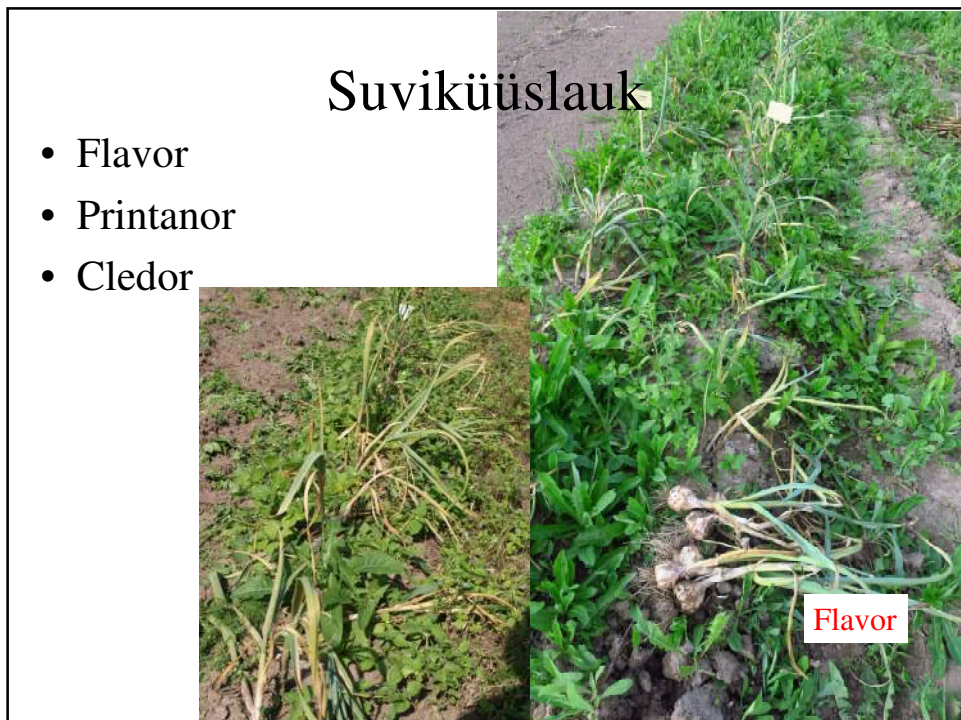 Suviküüslauk
• Flavor
• Printanor
• Cledor
Flavor